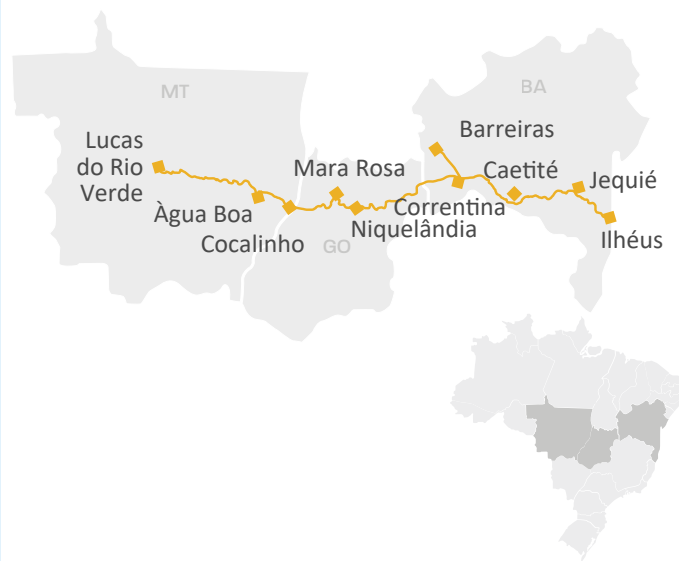 MT
BA
Barreiras
Lucas
do Rio
Verde
Mara Rosa
Caetité
Jequié
Àgua Boa
Correntina
Cocalinho
Niquelândia
GO
Ilhéus